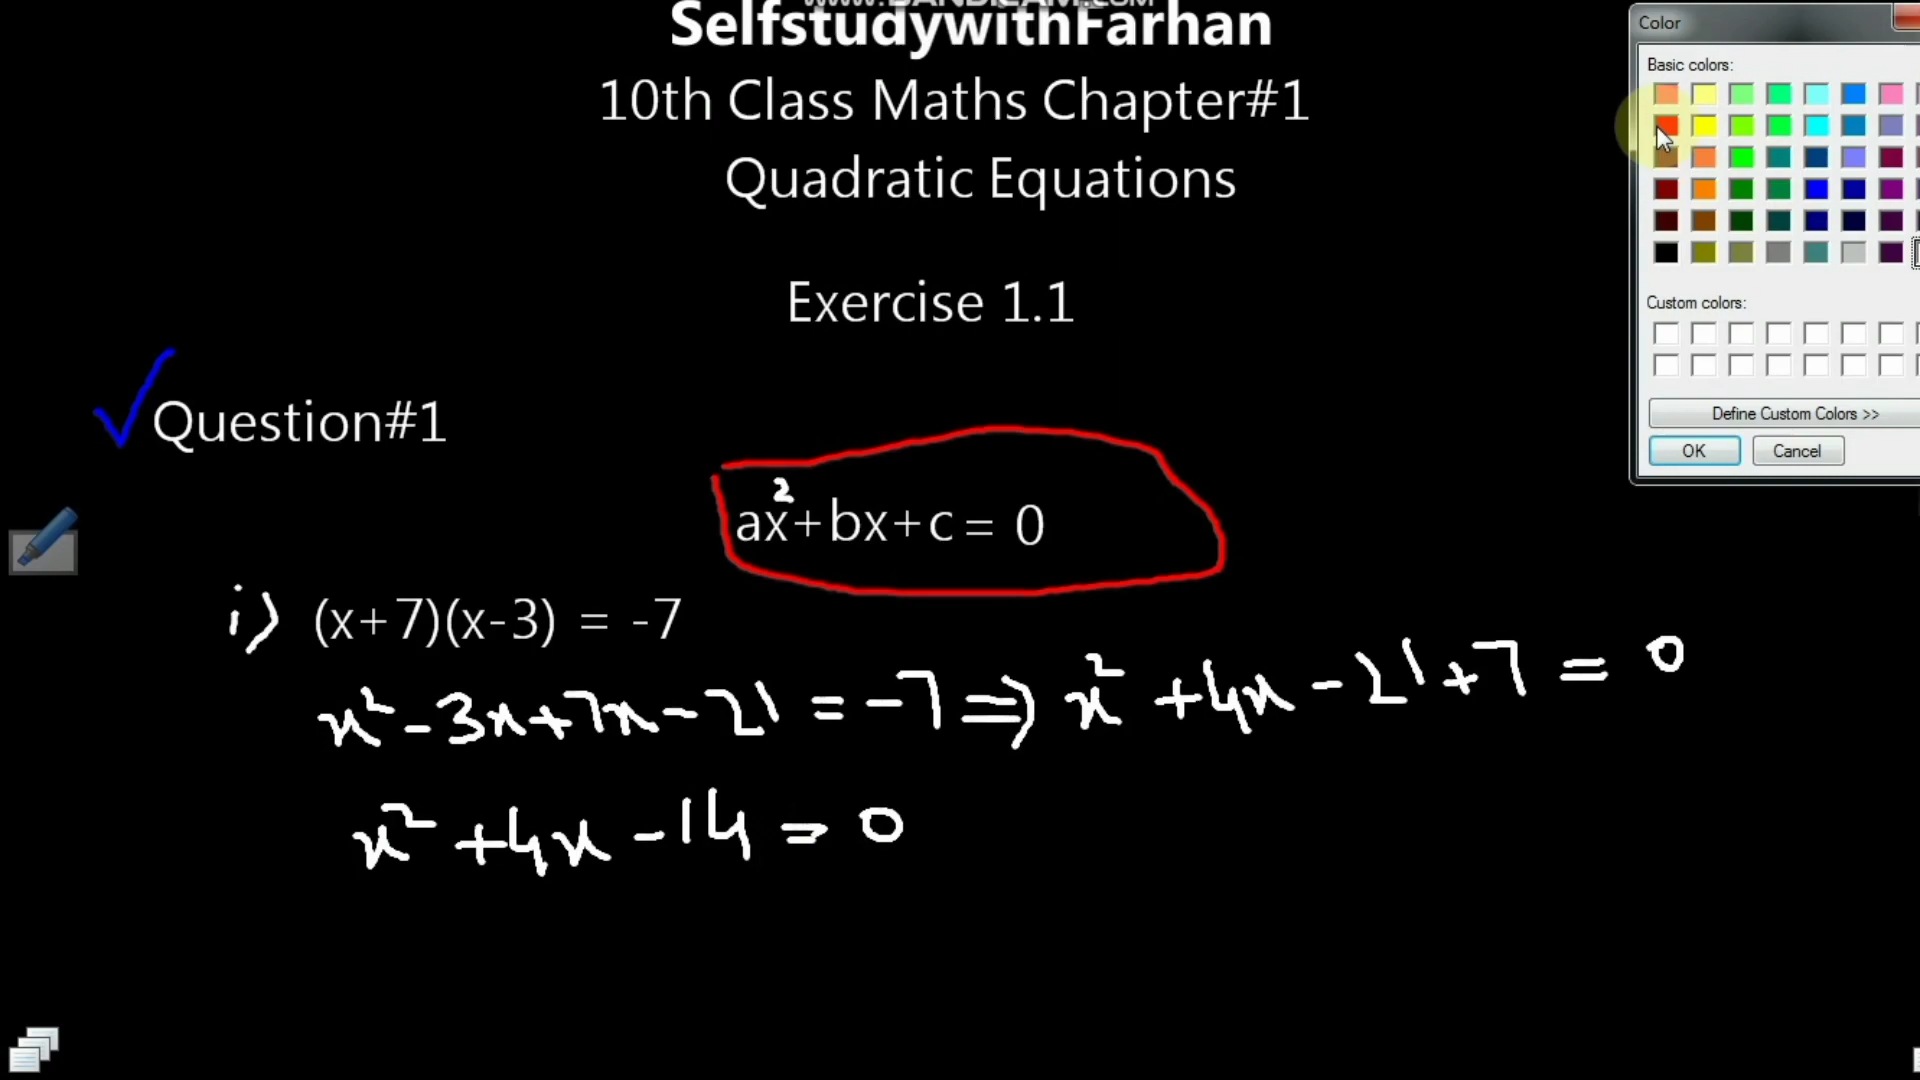 SelfstudywithFarhan
10th Class Maths Chapter#1
Quadratic Equations
Exercise 1.1
Question#1
ax²+bx+c = 0
i) (x+7)(x-3) = -7
x² - 3x + 7x - 21 = -7 ⇒ x² + 4x - 21 + 7 = 0
x² + 4x - 14 = 0
Color
Basic colors:
Custom colors:
Define Custom Colors >>
OK Cancel